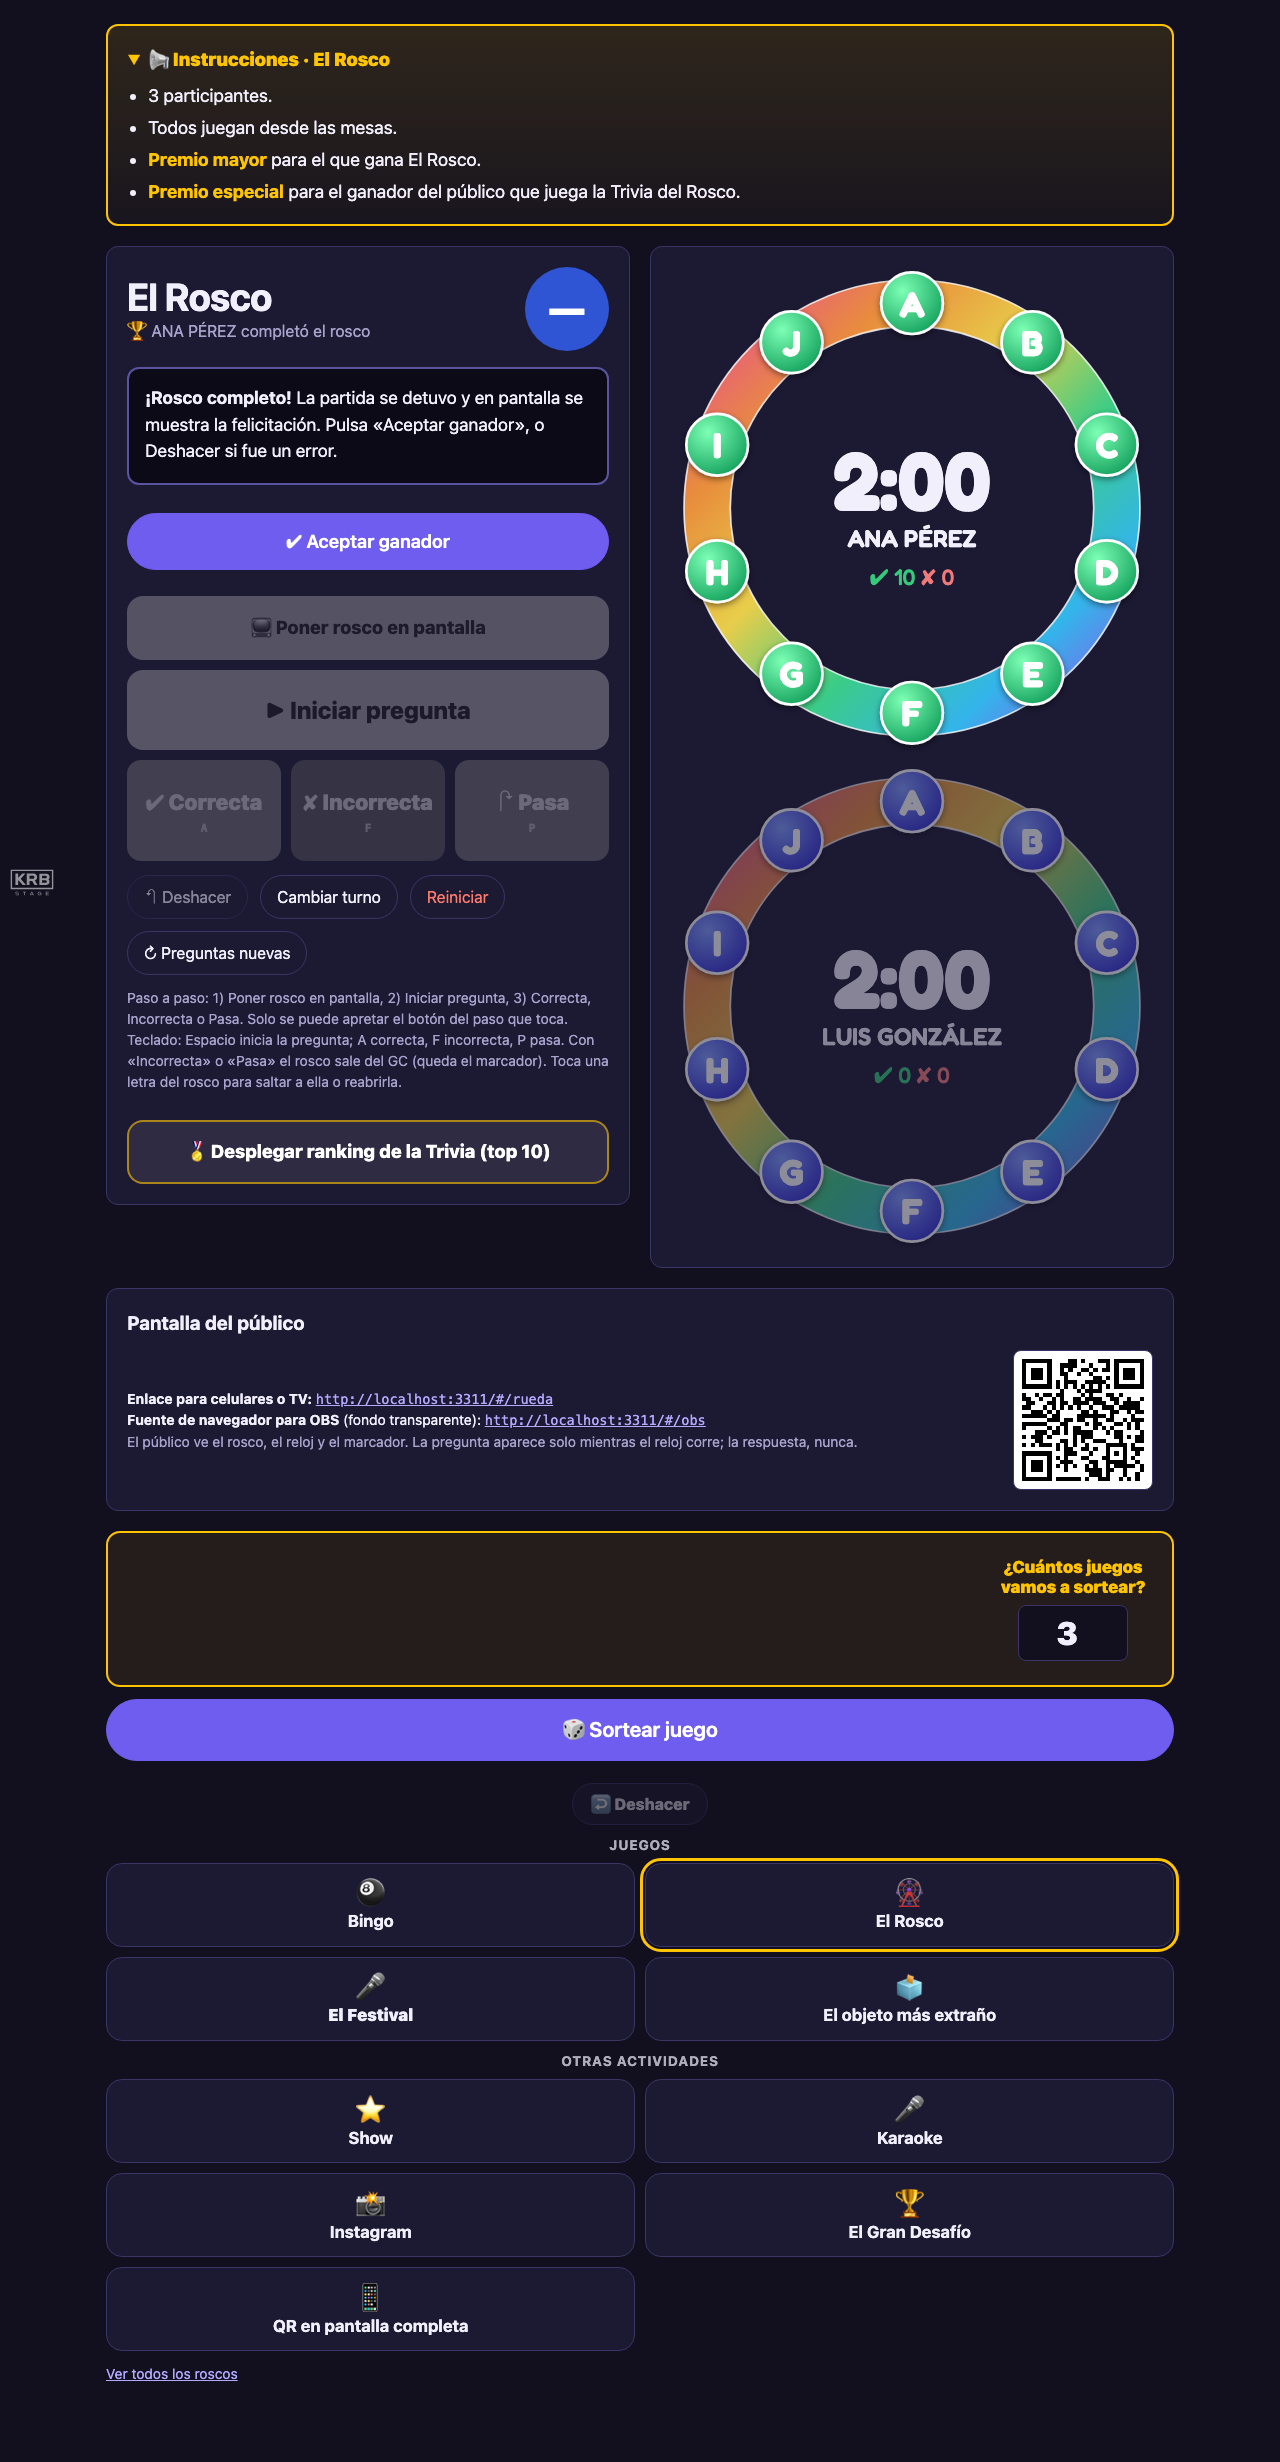 Instrucciones · El Rosco
3 participantes.
Todos juegan desde las mesas.
Premio mayor para el que gana El Rosco.
Premio especial para el ganador del público que juega la Trivia del Rosco.
El Rosco
ANA PÉREZ completó el rosco
—
¡Rosco completo! La partida se detuvo y en pantalla se
muestra la felicitación. Pulsa «Aceptar ganador», o
Deshacer si fue un error.
✔ Aceptar ganador
Poner rosco en pantalla
▶ Iniciar pregunta
✔ Correcta
A
✘ Incorrecta
F
Pasa
P
Deshacer
Cambiar turno
Reiniciar
↻ Preguntas nuevas
Paso a paso: 1) Poner rosco en pantalla, 2) Iniciar pregunta, 3) Correcta,
Incorrecta o Pasa. Solo se puede apretar el botón del paso que toca.
Teclado: Espacio inicia la pregunta; A correcta, F incorrecta, P pasa. Con
«Incorrecta» o «Pasa» el rosco sale del GC (queda el marcador). Toca una
letra del rosco para saltar a ella o reabrirla.
Desplegar ranking de la Trivia (top 10)
A
B
C
D
E
F
G
H
I
J
2:00
ANA PÉREZ
✔ 10 ✘ 0
A
B
C
D
E
F
G
H
I
J
2:00
LUIS GONZÁLEZ
✔ 0 ✘ 0
KRB
STAGE
Pantalla del público
Enlace para celulares o TV: http://localhost:3311/#/rueda
Fuente de navegador para OBS (fondo transparente): http://localhost:3311/#/obs
El público ve el rosco, el reloj y el marcador. La pregunta aparece solo mientras el reloj corre; la respuesta, nunca.
¿Cuántos juegos
vamos a sortear?
3
Sortear juego
Deshacer
JUEGOS
8
Bingo
El Rosco
El Festival
El objeto más extraño
OTRAS ACTIVIDADES
Show
Karaoke
Instagram
El Gran Desafío
QR en pantalla completa
Ver todos los roscos